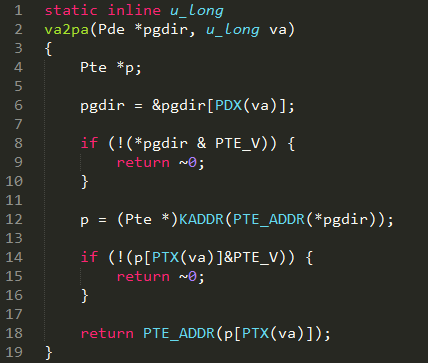 1 static inline u_long
2 va2pa(Pde *pgdir, u_long va)
3 {
4     Pte *p;
5
6     pgdir = &pgdir[PDX(va)];
7
8     if (!(*pgdir & PTE_V)) {
9         return ~0;
10     }
11
12     p = (Pte *)KADDR(PTE_ADDR(*pgdir));
13
14     if (!(p[PTX(va)]&PTE_V)) {
15         return ~0;
16     }
17
18     return PTE_ADDR(p[PTX(va)]);
19 }